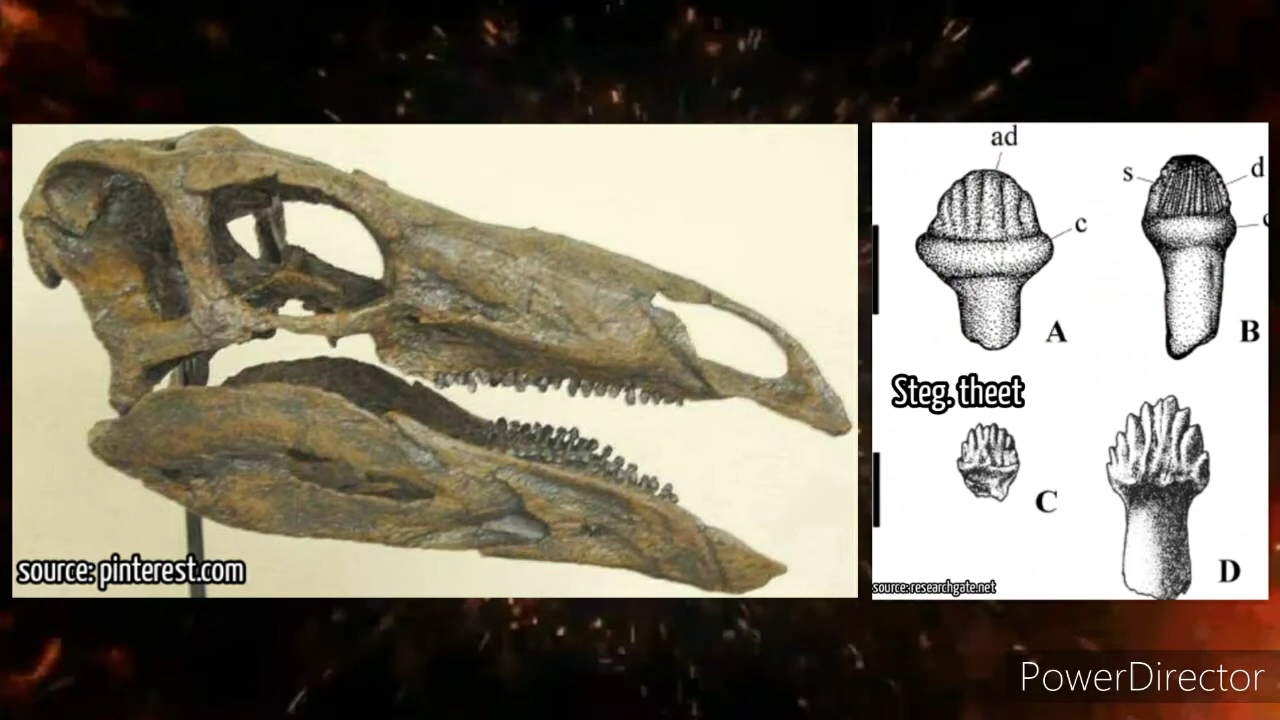 source: pinterest.com
ad
s
d
c
c
A
B
Steg. theet
C
D
source: researchgate.net
PowerDirector